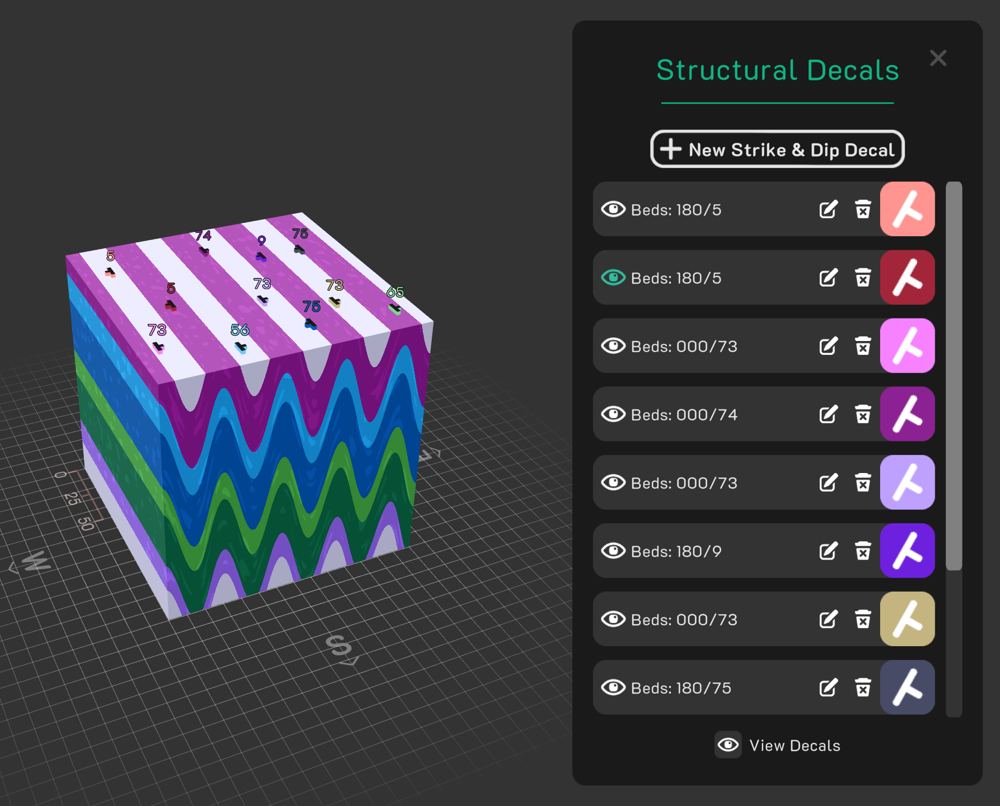 Structural Decals
New Strike & Dip Decal
Beds: 180/5
Beds: 180/5
Beds: 000/73
Beds: 000/74
Beds: 000/73
Beds: 180/9
Beds: 000/73
Beds: 180/75
View Decals
74
9
75
5
73
73
65
5
75
73
56
0
25
50
W
S